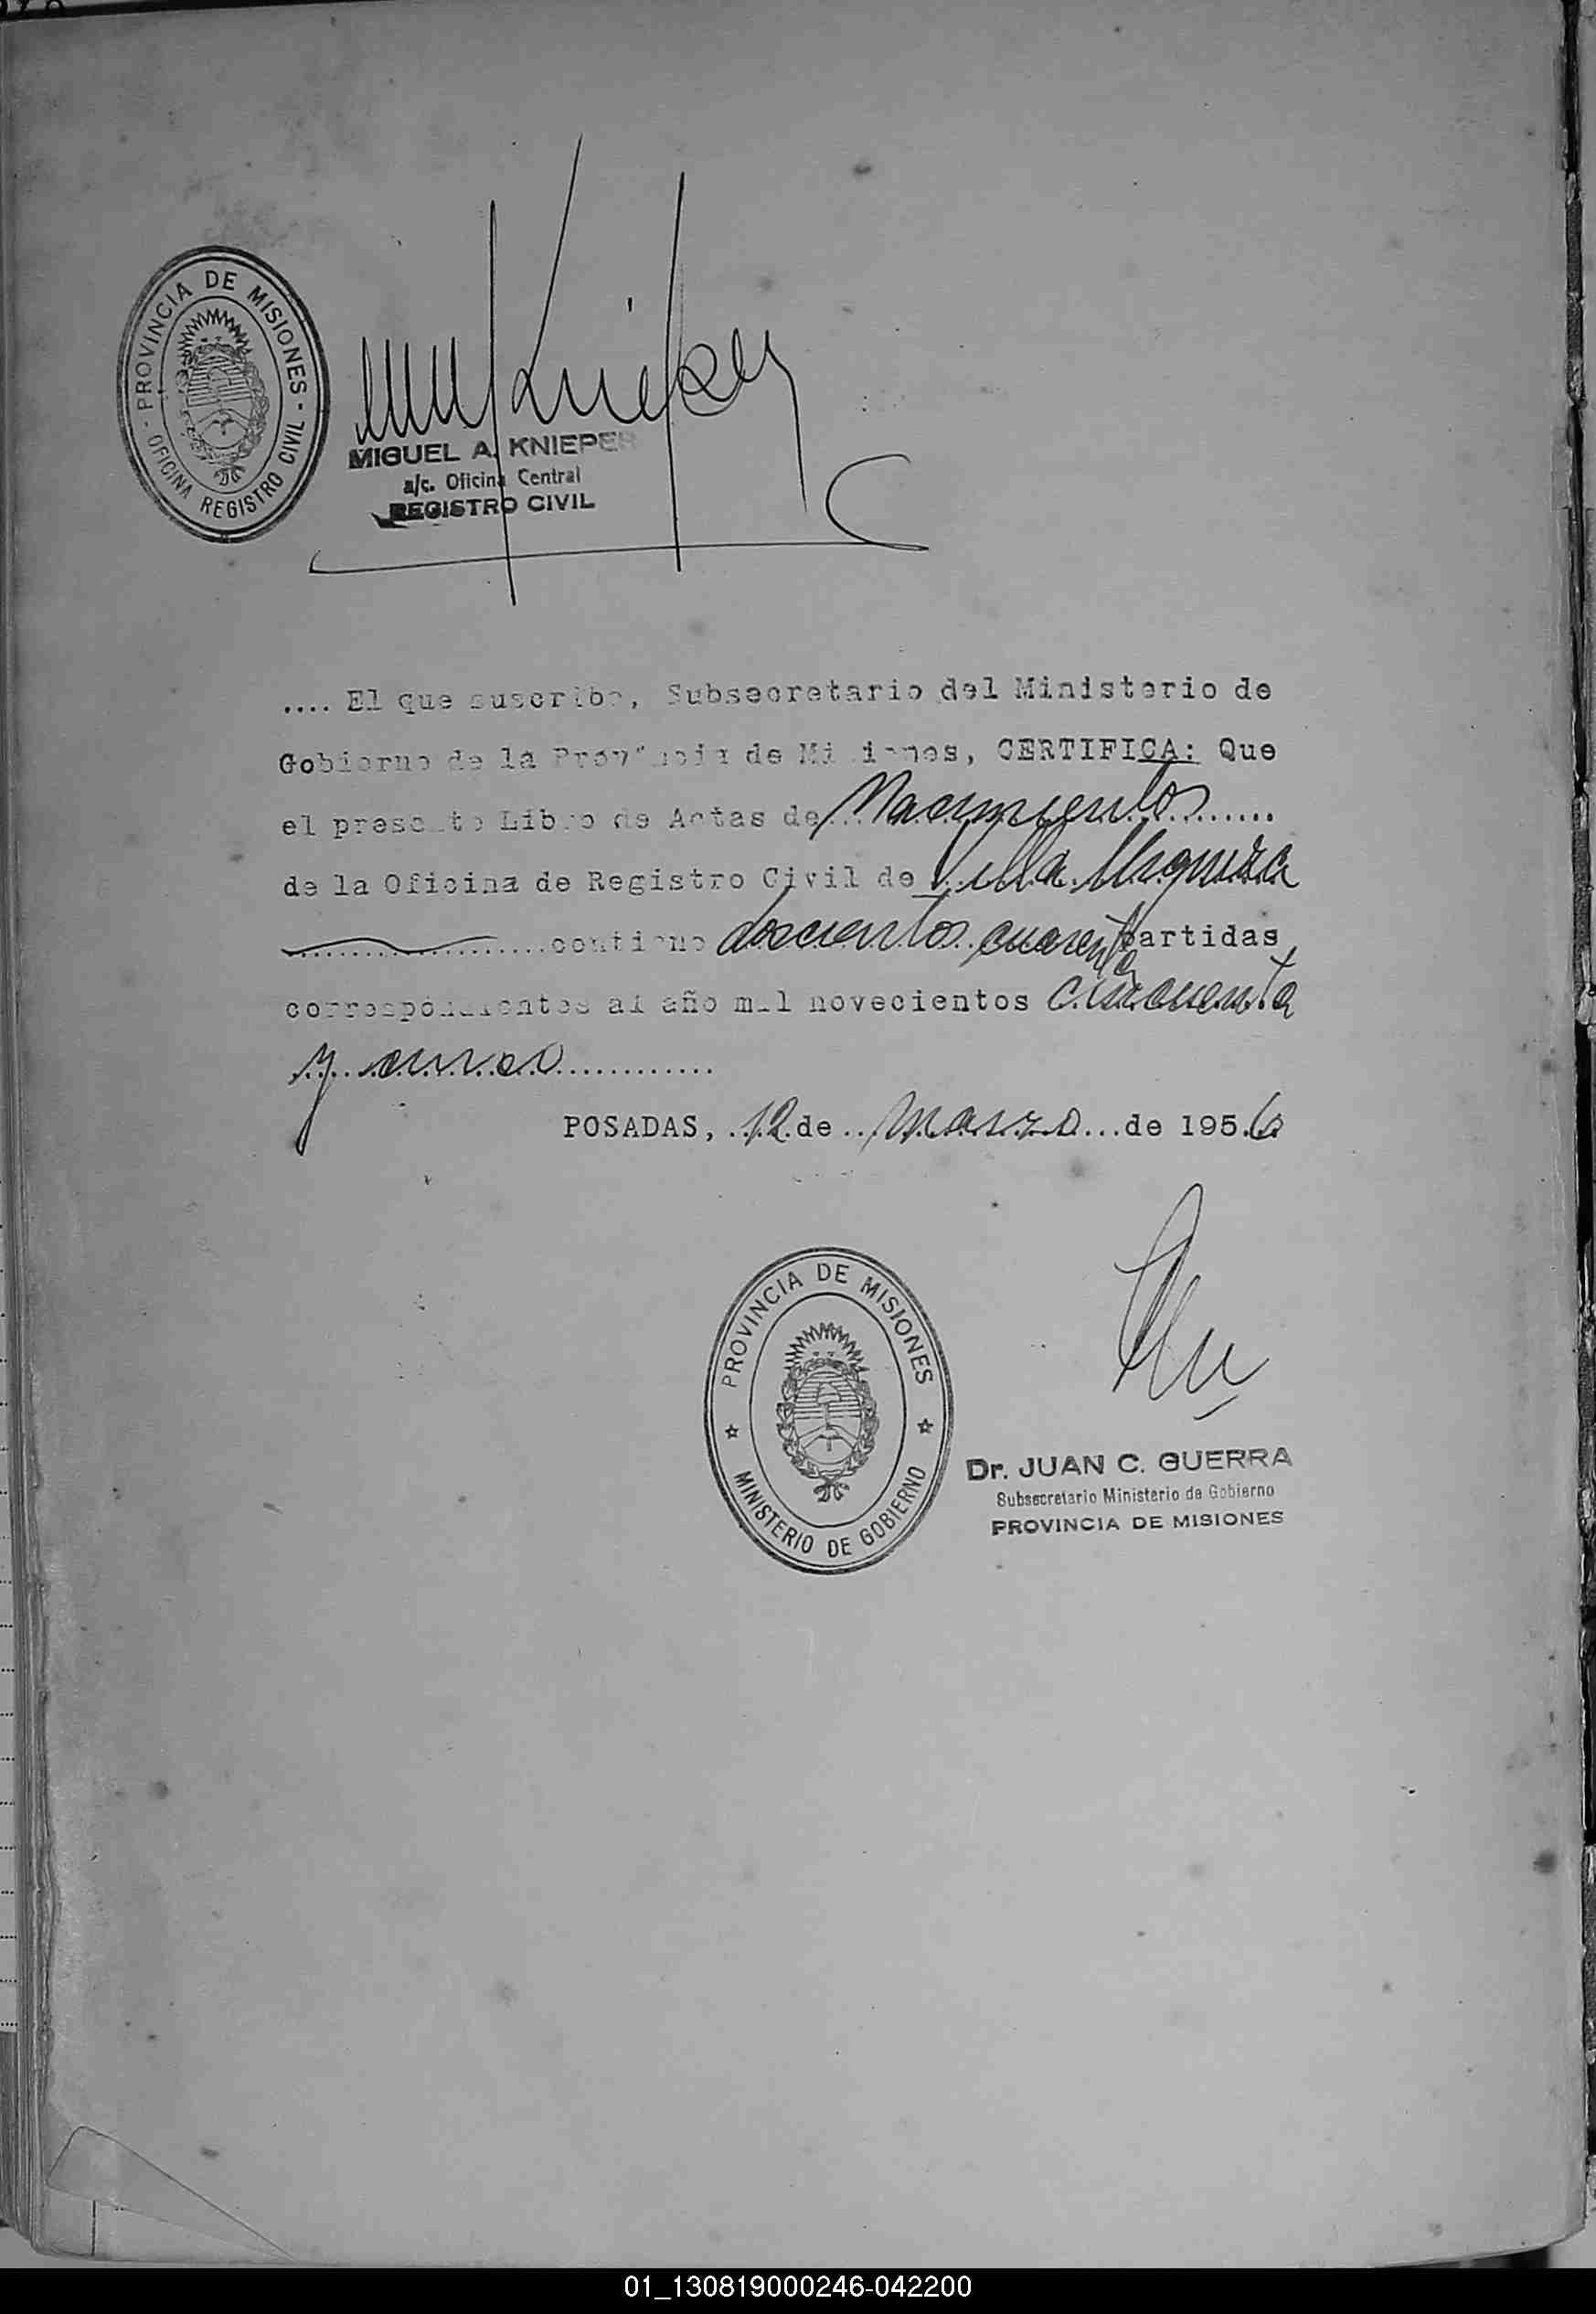 PROVINCIA DE MISIONES
OFICINA REGISTRO CIVIL
MIGUEL A. KNIEPER
a/c. Oficina Central
REGISTRO CIVIL
.... El que suscribe, Subsecretario del Ministerio de
Gobierno de la Provincia de Misiones, CERTIFICA: Que
el presente Libro de Actas de Nacimientos
de la Oficina de Registro Civil de Villa Urquiza
contiene doscientos cuarenta partidas
correspondientes al año mil novecientos cincuenta
y cinco
POSADAS, 12 de Marzo de 1956
PROVINCIA DE MISIONES
MINISTERIO DE GOBIERNO
Dr. JUAN C. GUERRA
Subsecretario Ministerio de Gobierno
PROVINCIA DE MISIONES
01_130819000246-042200